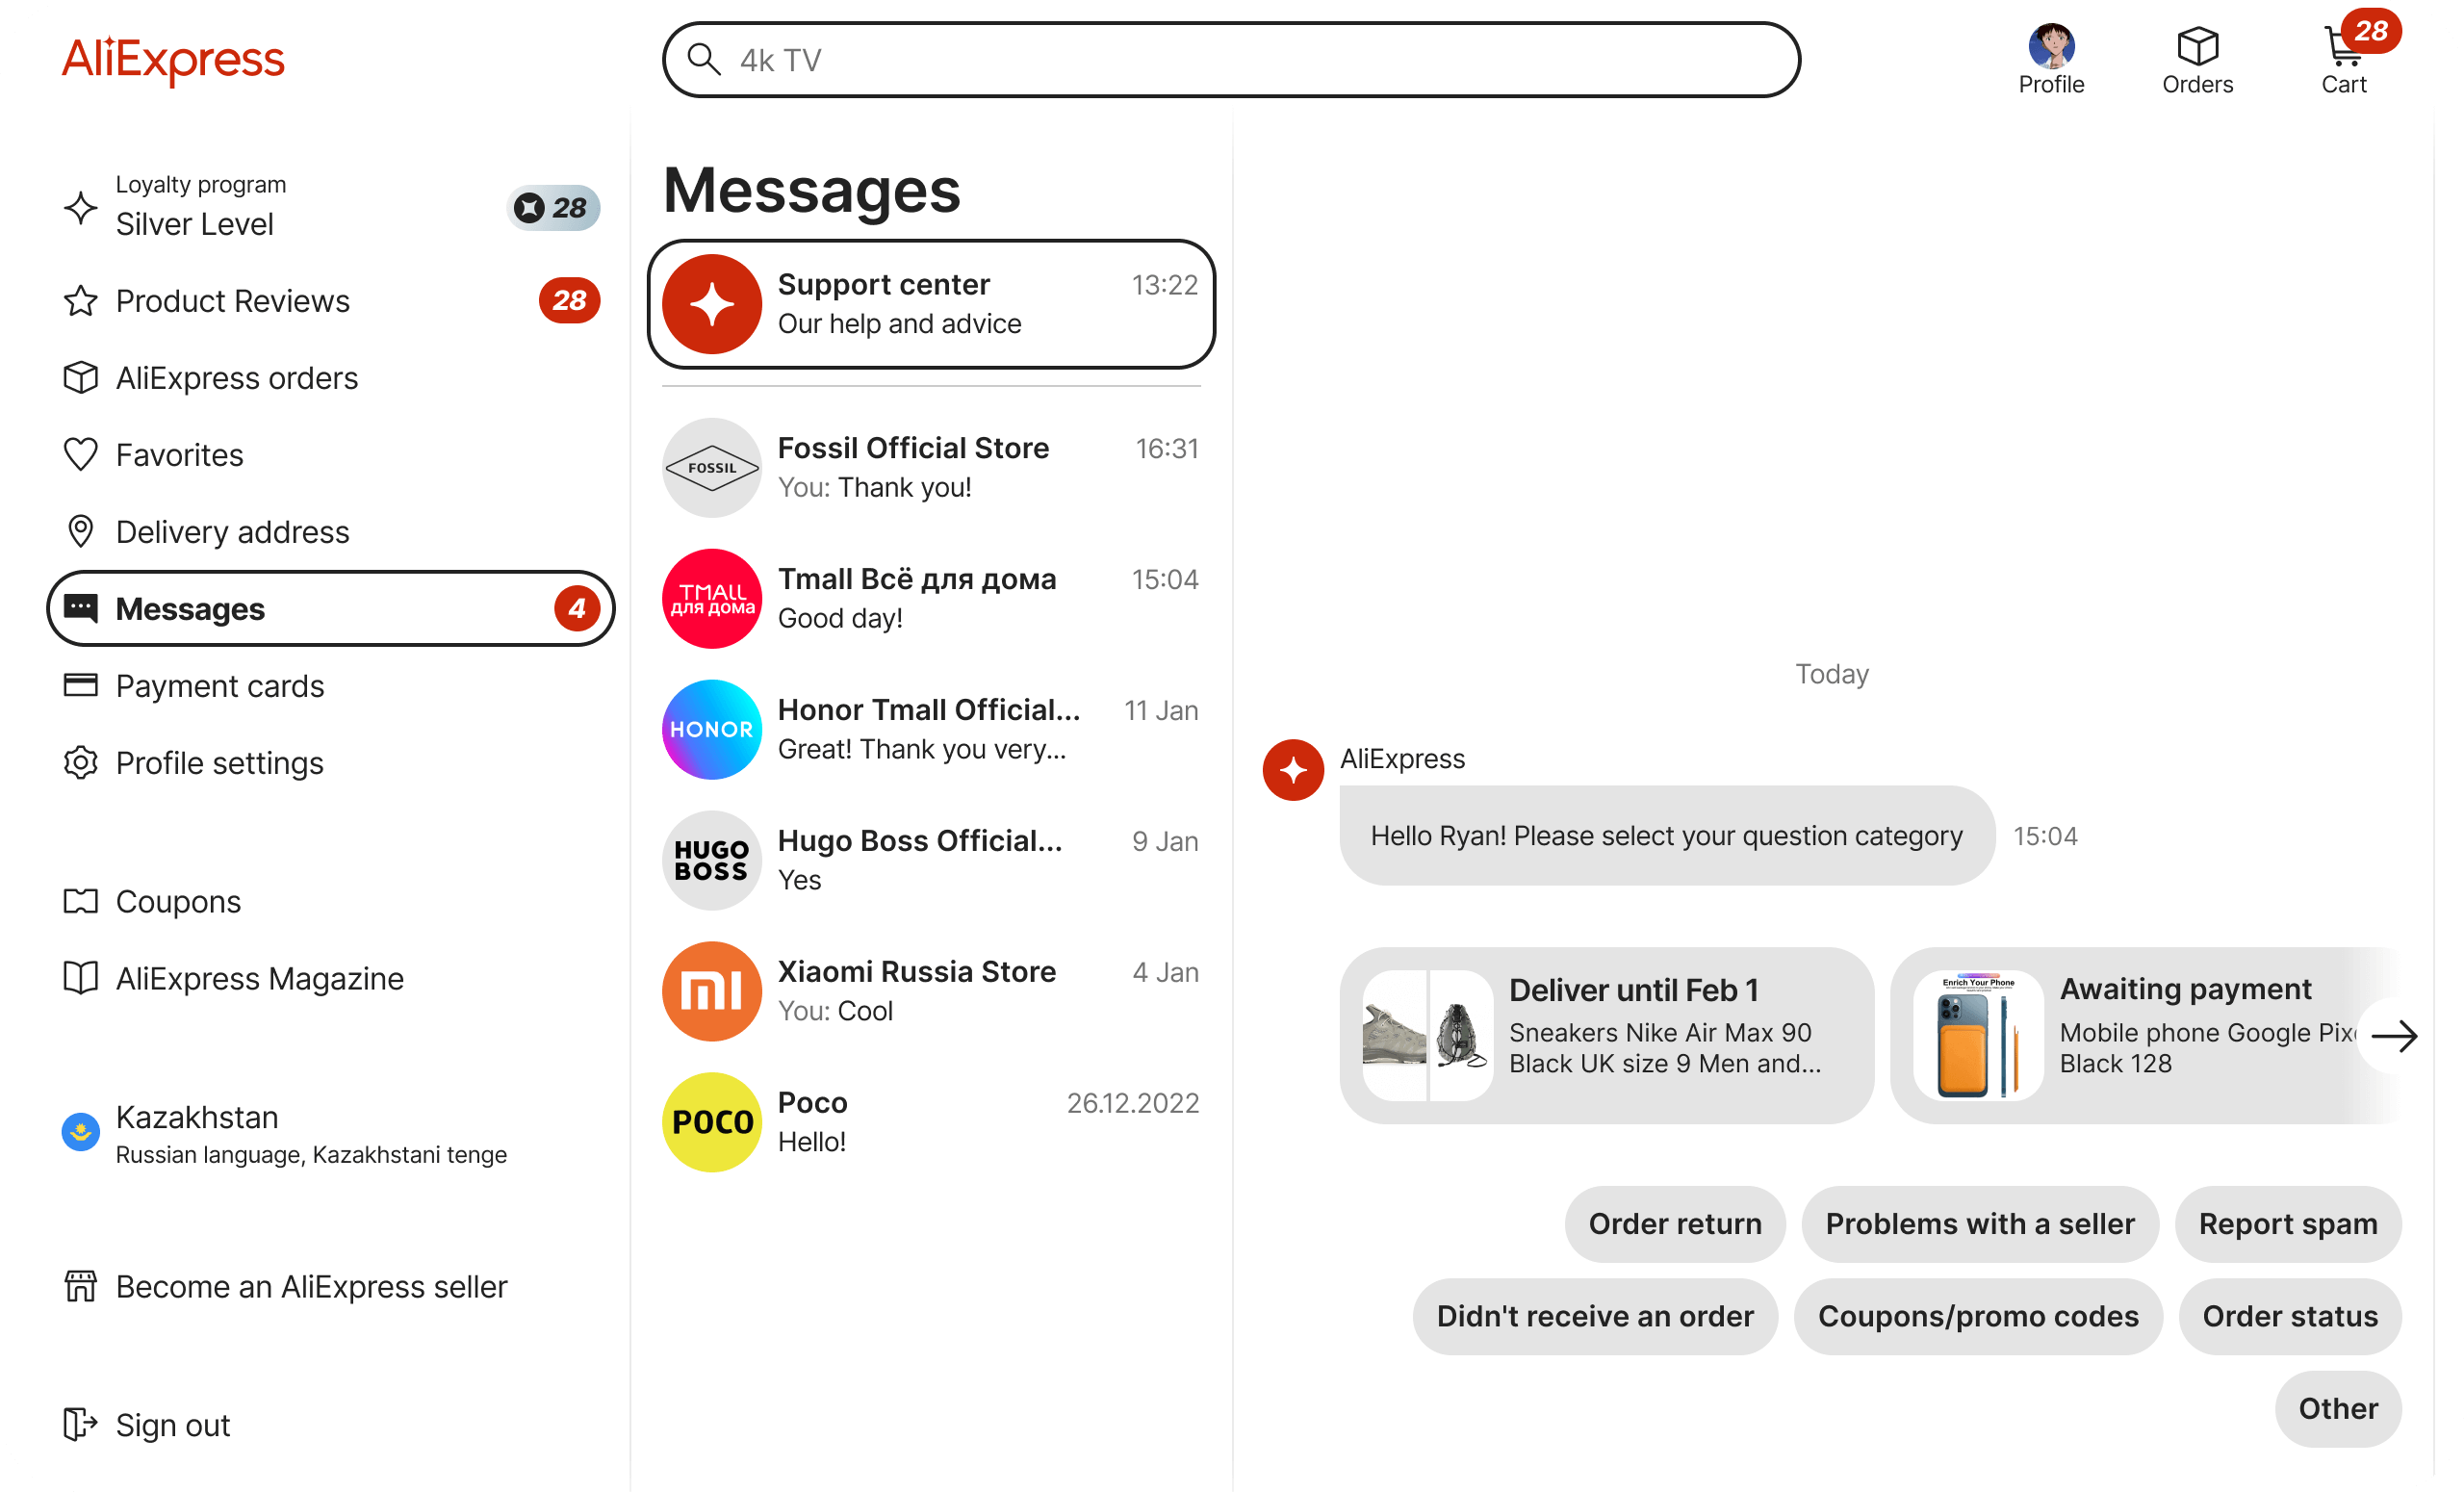 AliExpress
4k TV
Profile
Orders
28
Cart
Loyalty program
Silver Level
28
Product Reviews
28
AliExpress orders
Favorites
Delivery address
Messages
4
Payment cards
Profile settings
Coupons
AliExpress Magazine
Kazakhstan
Russian language, Kazakhstani tenge
Become an AliExpress seller
Sign out
Messages
Support center 13:22
Our help and advice
FOSSIL
Fossil Official Store 16:31
You: Thank you!
TMALL
ДЛЯ ДОМА
Tmall Всё для дома 15:04
Good day!
HONOR
Honor Tmall Official... 11 Jan
Great! Thank you very...
HUGO
BOSS
Hugo Boss Official... 9 Jan
Yes
Xiaomi Russia Store 4 Jan
You: Cool
POCO
Poco 26.12.2022
Hello!
Today
AliExpress
Hello Ryan! Please select your question category 15:04
Deliver until Feb 1
Sneakers Nike Air Max 90
Black UK size 9 Men and...
Enrich Your Phone
Awaiting payment
Mobile phone Google Pix
Black 128
Order return
Problems with a seller
Report spam
Didn't receive an order
Coupons/promo codes
Order status
Other